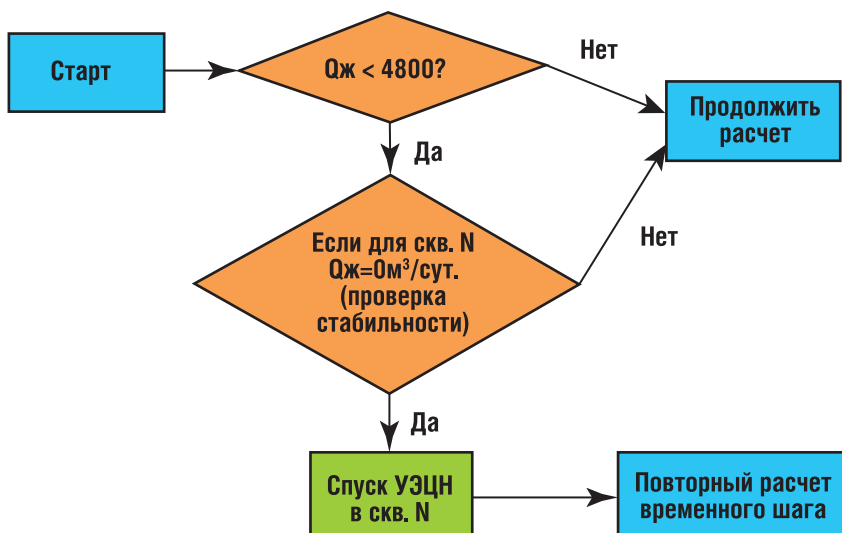 Старт
Qж < 4800?
Нет
Продолжить
расчет
Да
Если для скв. N
Qж=0м³/сут.
(проверка
стабильности)
Нет
Да
Спуск УЭЦН
в скв. N
Повторный расчет
временного шага